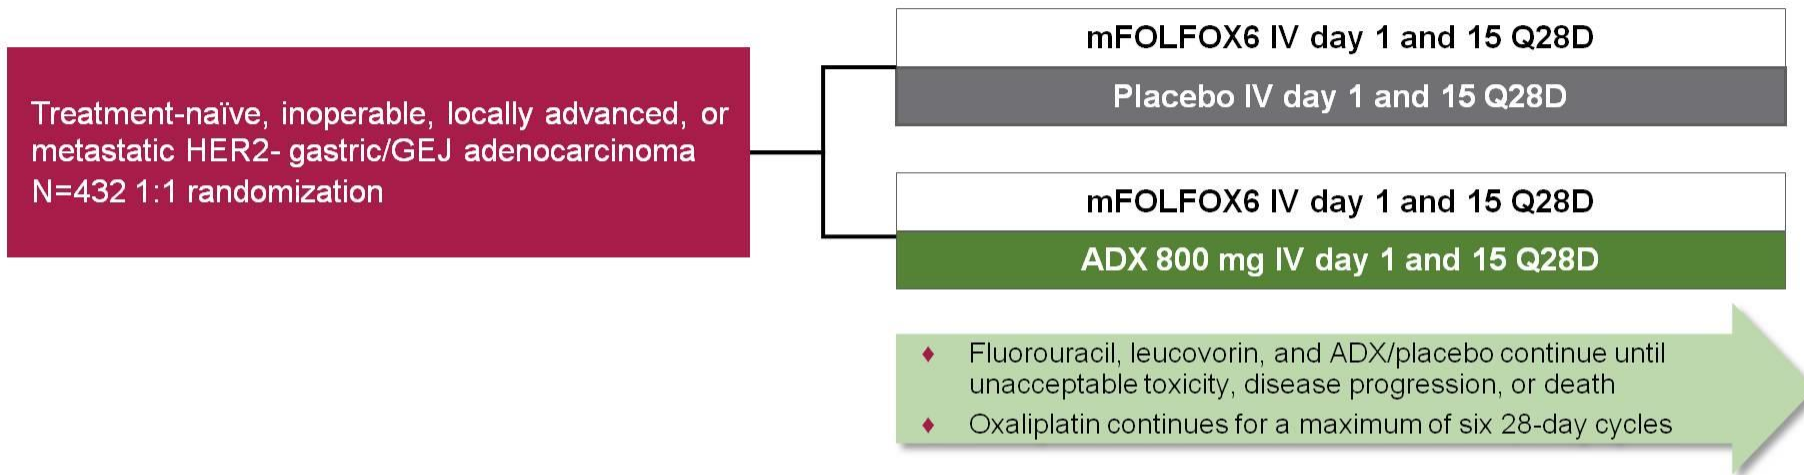 Treatment-naïve, inoperable, locally advanced, or
metastatic HER2- gastric/GEJ adenocarcinoma
N=432 1:1 randomization
mFOLFOX6 IV day 1 and 15 Q28D
Placebo IV day 1 and 15 Q28D
mFOLFOX6 IV day 1 and 15 Q28D
ADX 800 mg IV day 1 and 15 Q28D
♦ Fluorouracil, leucovorin, and ADX/placebo continue until
unacceptable toxicity, disease progression, or death
♦ Oxaliplatin continues for a maximum of six 28-day cycles